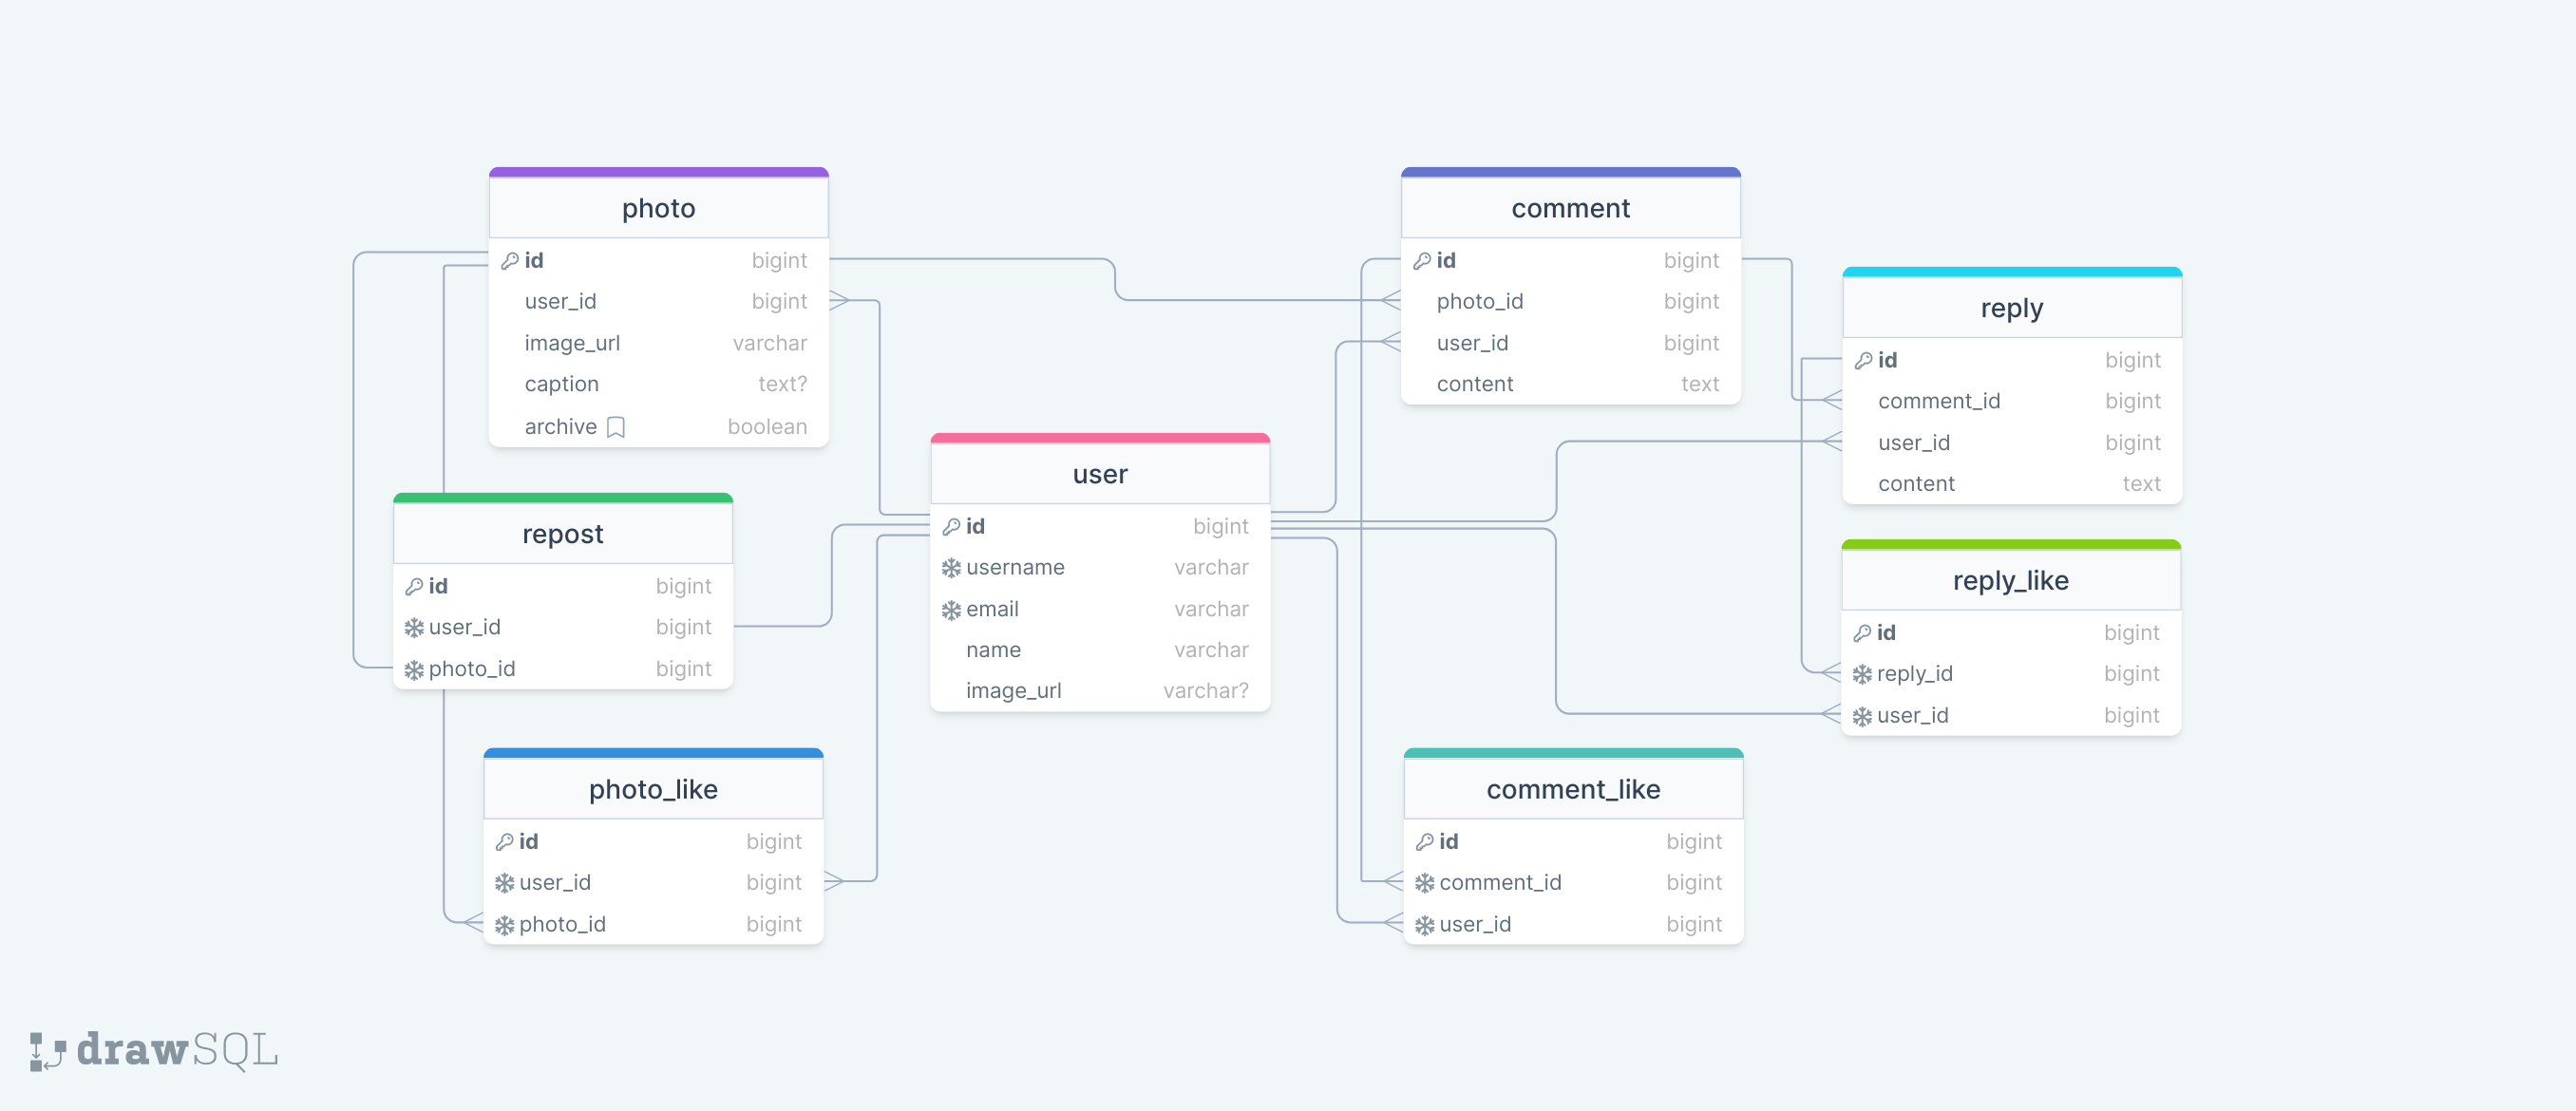 photo
id bigint
user_id bigint
image_url varchar
caption text?
archive boolean
repost
id bigint
user_id bigint
photo_id bigint
photo_like
id bigint
user_id bigint
photo_id bigint
user
id bigint
username varchar
email varchar
name varchar
image_url varchar?
comment
id bigint
photo_id bigint
user_id bigint
content text
comment_like
id bigint
comment_id bigint
user_id bigint
reply
id bigint
comment_id bigint
user_id bigint
content text
reply_like
id bigint
reply_id bigint
user_id bigint
drawSQL